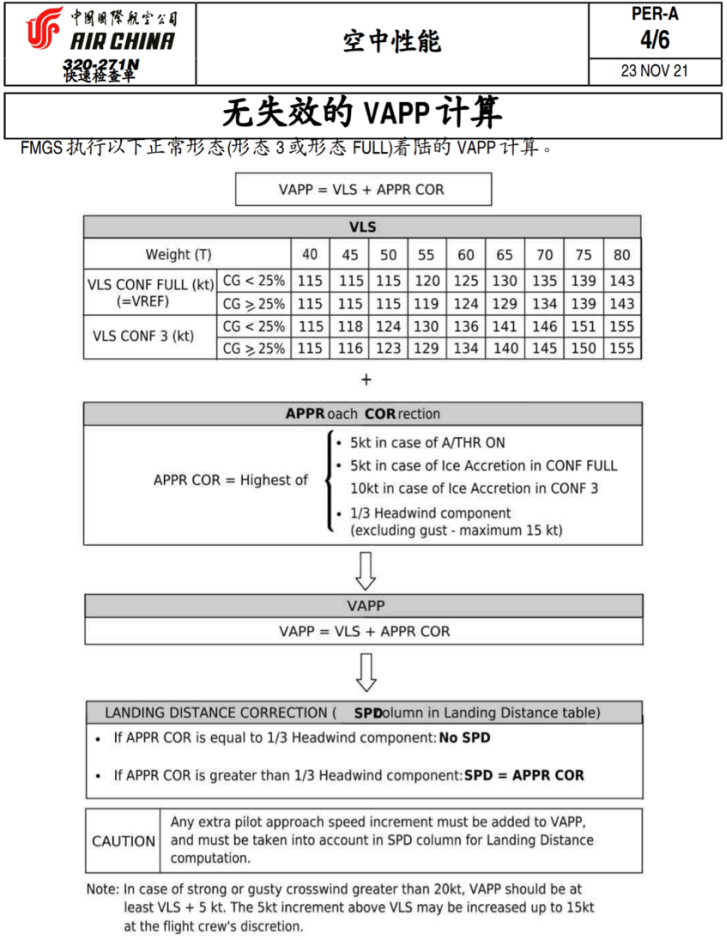 中国国际航空公司
AIR CHINA
320-271N
快速检查单
空中性能
PER-A
4/6
23 NOV 21
无失效的 VAPP 计算
FMGS 执行以下正常形态(形态 3 或形态 FULL)着陆的 VAPP 计算。
VAPP = VLS + APPR COR
VLS
Weight (T) 40 45 50 55 60 65 70 75 80
VLS CONF FULL (kt) (=VREF) CG < 25% 115 115 115 120 125 130 135 139 143
CG ⩾ 25% 115 115 115 119 124 129 134 139 143
VLS CONF 3 (kt) CG < 25% 115 118 124 130 136 141 146 151 155
CG ⩾ 25% 115 116 123 129 134 140 145 150 155
+
APPR oach COR rection
APPR COR = Highest of
• 5kt in case of A/THR ON
• 5kt in case of Ice Accretion in CONF FULL
10kt in case of Ice Accretion in CONF 3
• 1/3 Headwind component
(excluding gust - maximum 15 kt)
VAPP
VAPP = VLS + APPR COR
LANDING DISTANCE CORRECTION ( SPDolumn in Landing Distance table)
• If APPR COR is equal to 1/3 Headwind component: No SPD
• If APPR COR is greater than 1/3 Headwind component: SPD = APPR COR
CAUTION
Any extra pilot approach speed increment must be added to VAPP,
and must be taken into account in SPD column for Landing Distance
computation.
Note: In case of strong or gusty crosswind greater than 20kt, VAPP should be at
least VLS + 5 kt. The 5kt increment above VLS may be increased up to 15kt
at the flight crew's discretion.